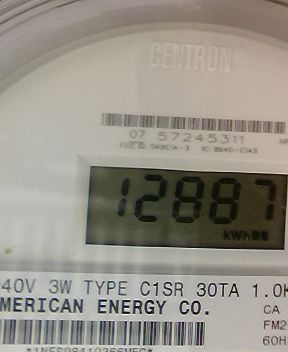 CENTRON®
07 57245311
12887
kWh
40V 3W TYPE C1SR 30TA 1.0K
MERICAN ENERGY CO.
CA
FM2
60H